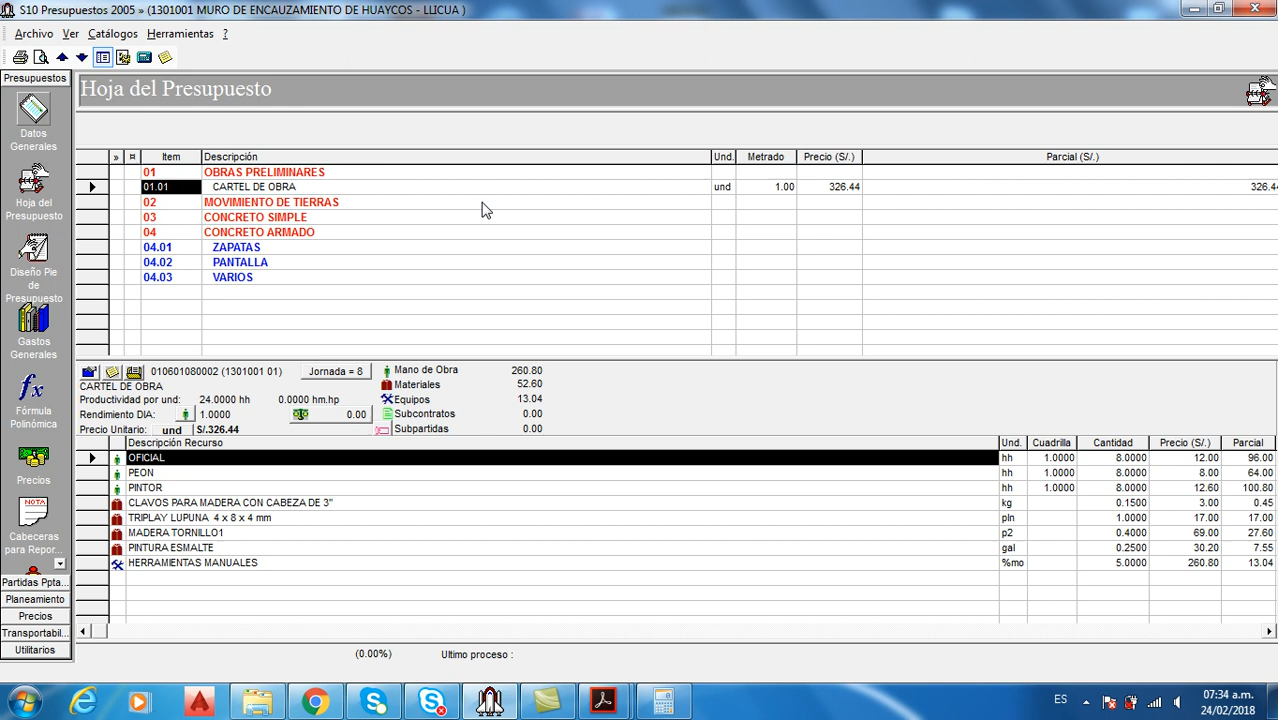 S10 Presupuestos 2005 » (1301001 MURO DE ENCAUZAMIENTO DE HUAYCOS - LLICUA )
Archivo Ver Catálogos Herramientas ?
Presupuestos
Hoja del Presupuesto
Datos
Generales
Hoja del
Presupuesto
Diseño Pie
de
Presupuesto
Gastos
Generales
fx
Fórmula
Polinómica
Precios
NOTA
Cabeceras
para Repor...
Partidas Ppta...
Planeamiento
Precios
Transportabil...
Utilitarios
» ¤ Item Descripción Und. Metrado Precio (S/.) Parcial (S/.)
01 OBRAS PRELIMINARES
01.01 CARTEL DE OBRA und 1.00 326.44 326.44
02 MOVIMIENTO DE TIERRAS
03 CONCRETO SIMPLE
04 CONCRETO ARMADO
04.01 ZAPATAS
04.02 PANTALLA
04.03 VARIOS
010601080002 (1301001 01) Jornada = 8 Mano de Obra 260.80
CARTEL DE OBRA Materiales 52.60
Productividad por und: 24.0000 hh 0.0000 hm.hp Equipos 13.04
Rendimiento DIA: 1.0000 0.00 Subcontratos 0.00
Precio Unitario: und S/.326.44 Subpartidas 0.00
Descripción Recurso Und. Cuadrilla Cantidad Precio (S/.) Parcial
OFICIAL hh 1.0000 8.0000 12.00 96.00
PEON hh 1.0000 8.0000 8.00 64.00
PINTOR hh 1.0000 8.0000 12.60 100.80
CLAVOS PARA MADERA CON CABEZA DE 3" kg 0.1500 3.00 0.45
TRIPLAY LUPUNA 4 x 8 x 4 mm pln 1.0000 17.00 17.00
MADERA TORNILLO1 p2 0.4000 69.00 27.60
PINTURA ESMALTE gal 0.2500 30.20 7.55
HERRAMIENTAS MANUALES %mo 5.0000 260.80 13.04
(0.00%) Ultimo proceso :
ES 07:34 a.m.
24/02/2018